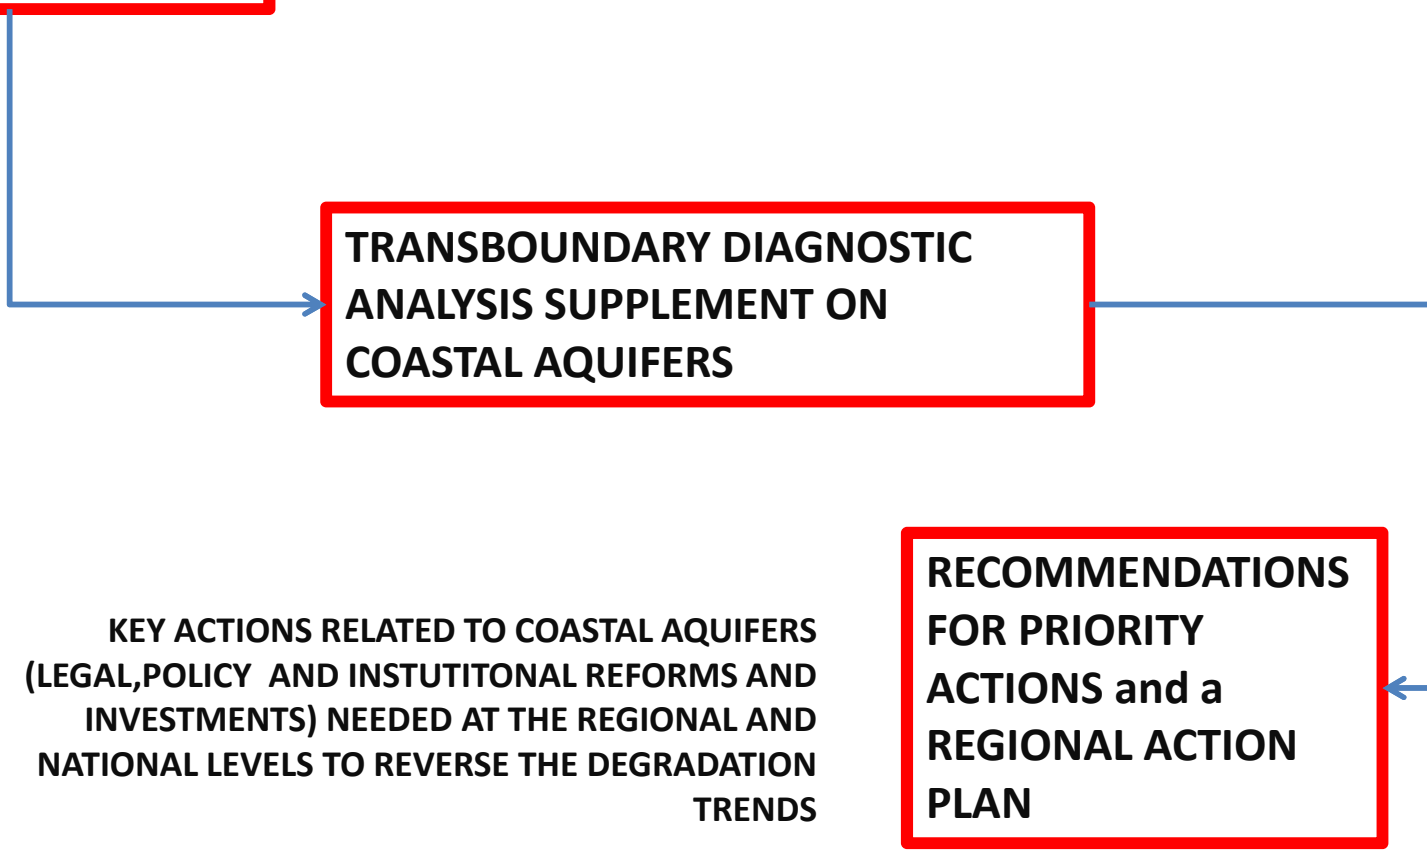 TRANSBOUNDARY DIAGNOSTIC
ANALYSIS SUPPLEMENT ON
COASTAL AQUIFERS
KEY ACTIONS RELATED TO COASTAL AQUIFERS
(LEGAL,POLICY  AND INSTUTITONAL REFORMS AND
INVESTMENTS) NEEDED AT THE REGIONAL AND
NATIONAL LEVELS TO REVERSE THE DEGRADATION
TRENDS
RECOMMENDATIONS
FOR PRIORITY
ACTIONS and a
REGIONAL ACTION
PLAN